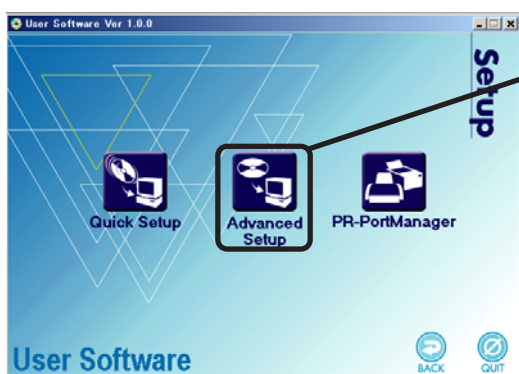 User Software Ver 1.0.0
Setup
Quick Setup
Advanced
Setup
PR-PortManager
User Software
BACK
QUIT